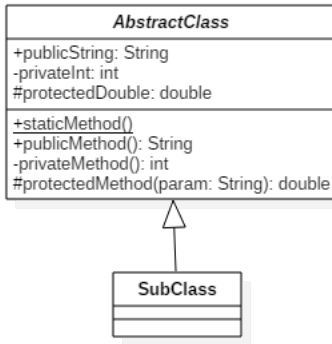 AbstractClass
+publicString: String
-privateInt: int
#protectedDouble: double
+staticMethod()
+publicMethod(): String
-privateMethod(): int
#protectedMethod(param: String): double
SubClass